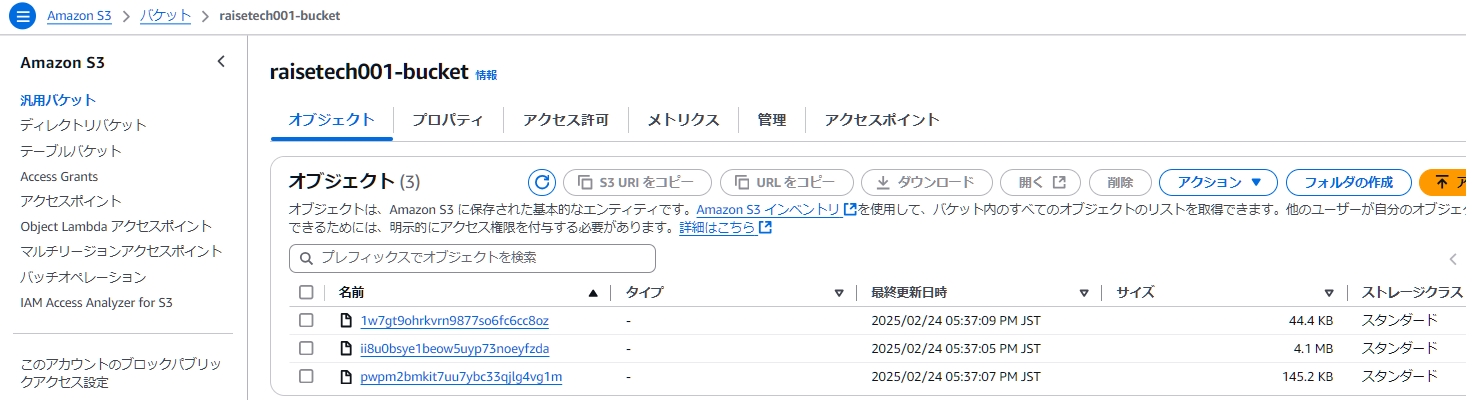 Amazon S3 > バケット > raisetech001-bucket
Amazon S3
汎用バケット
ディレクトリバケット
テーブルバケット
Access Grants
アクセスポイント
Object Lambda アクセスポイント
マルチリージョンアクセスポイント
バッチオペレーション
IAM Access Analyzer for S3
このアカウントのブロックパブリッ
クアクセス設定
raisetech001-bucket 情報
オブジェクト プロパティ アクセス許可 メトリクス 管理 アクセスポイント
オブジェクト (3) S3 URI をコピー URL をコピー ダウンロード 開く 削除 アクション フォルダの作成
オブジェクトは、Amazon S3 に保存された基本的なエンティティです。Amazon S3 インベントリ を使用して、バケット内のすべてのオブジェクトのリストを取得できます。他のユーザーが自分のオブジェ
できるためには、明示的にアクセス権限を付与する必要があります。詳細はこちら
プレフィックスでオブジェクトを検索
名前 タイプ 最終更新日時 サイズ ストレージクラス
1w7gt9ohrkvrn9877so6fc6cc8oz - 2025/02/24 05:37:09 PM JST 44.4 KB スタンダード
ii8u0bsye1beow5uyp73noeyfzda - 2025/02/24 05:37:05 PM JST 4.1 MB スタンダード
pwpm2bmkit7uu7ybc33qjlg4vg1m - 2025/02/24 05:37:07 PM JST 145.2 KB スタンダード